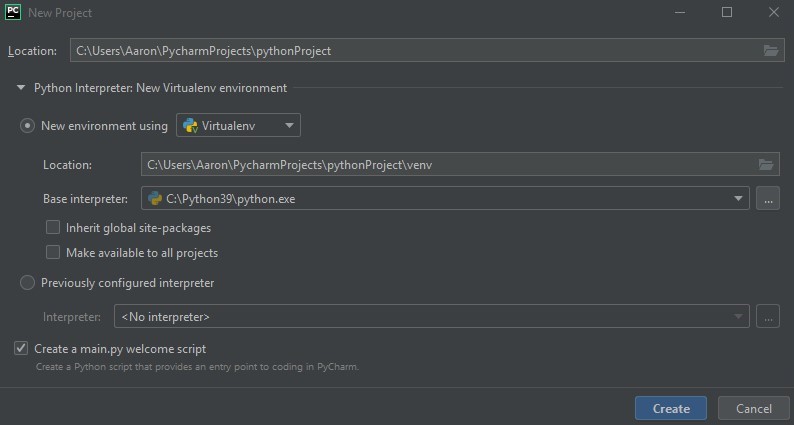 PC New Project
Location: C:\Users\Aaron\PycharmProjects\pythonProject
Python Interpreter: New Virtualenv environment
New environment using Virtualenv
Location: C:\Users\Aaron\PycharmProjects\pythonProject\venv
Base interpreter: C:\Python39\python.exe ...
Inherit global site-packages
Make available to all projects
Previously configured interpreter
Interpreter: <No interpreter> ...
Create a main.py welcome script
Create a Python script that provides an entry point to coding in PyCharm.
Create Cancel